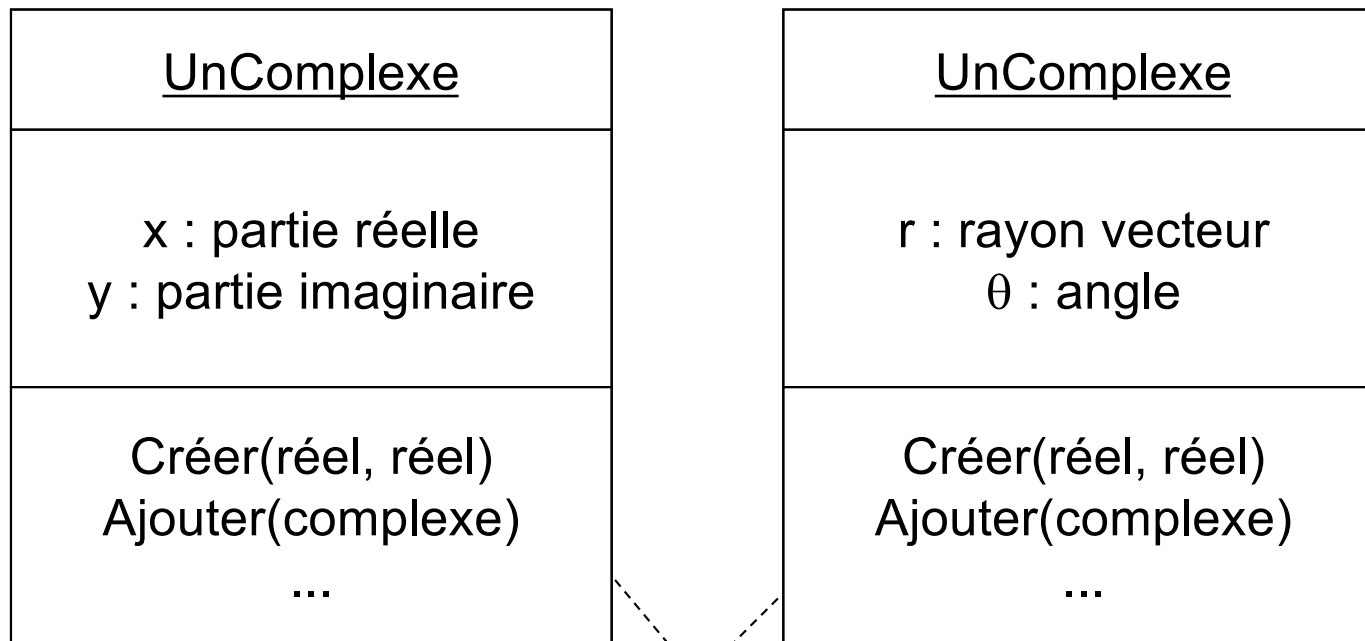 UnComplexe
x : partie réelle
y : partie imaginaire
Créer(réel, réel)
Ajouter(complexe)
...
UnComplexe
r : rayon vecteur
θ : angle
Créer(réel, réel)
Ajouter(complexe)
...